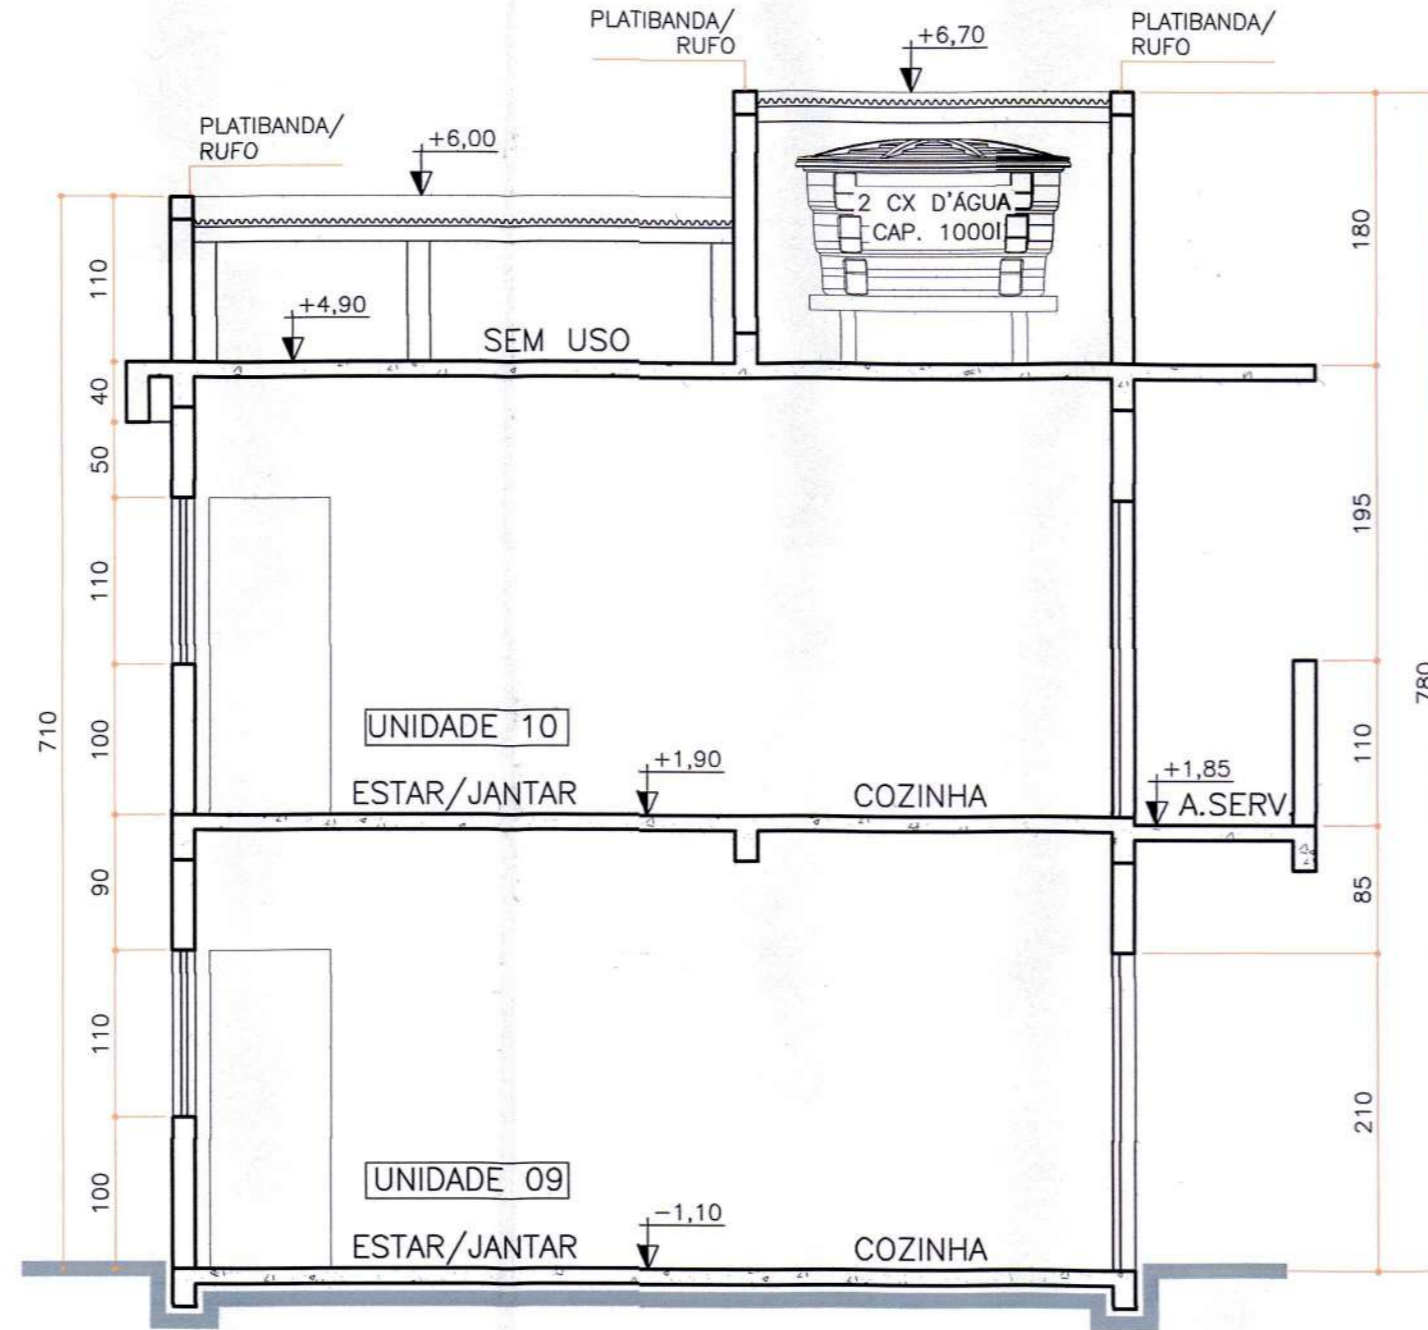 PLATIBANDA/
RUFO
+6,70
PLATIBANDA/
RUFO
PLATIBANDA/
RUFO
+6,00
2 CX D'ÁGUA
CAP. 1000l
180
110
+4,90
SEM USO
40
50
195
110
710
100
UNIDADE 10
780
110
ESTAR/JANTAR
+1,90
COZINHA
+1,85
A.SERV.
90
85
110
210
100
UNIDADE 09
ESTAR/JANTAR
-1,10
COZINHA